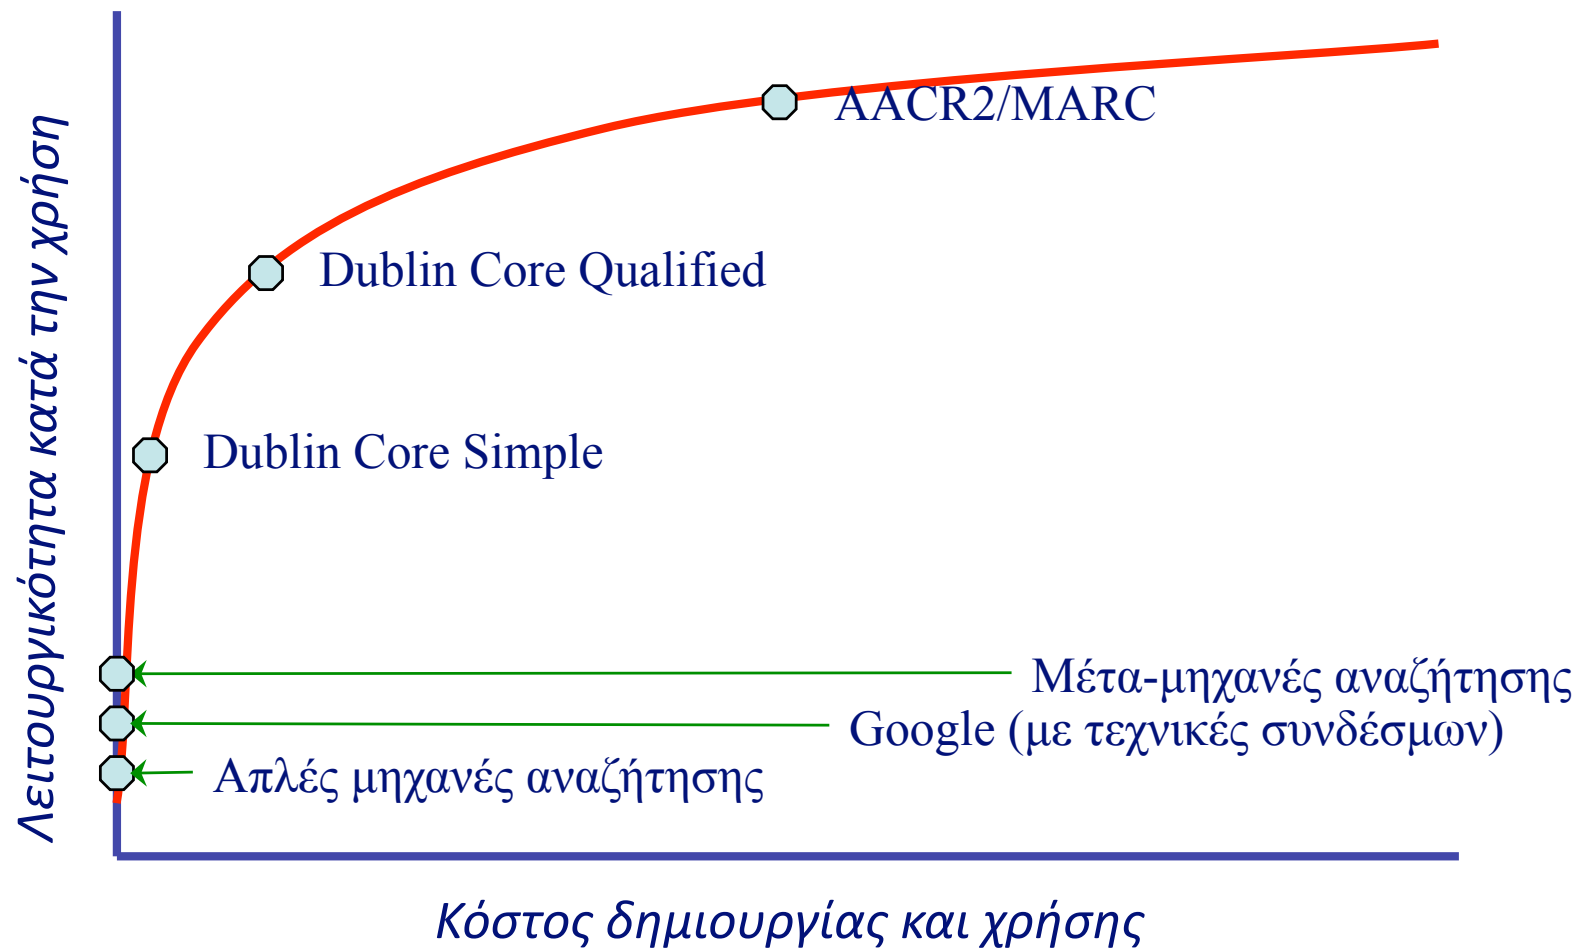 AACR2/MARC
Dublin Core Qualified
Dublin Core Simple
Μέτα-μηχανές αναζήτησης
Google (με τεχνικές συνδέσμων)
Απλές μηχανές αναζήτησης
Λειτουργικότητα κατά την χρήση
Κόστος δημιουργίας και χρήσης